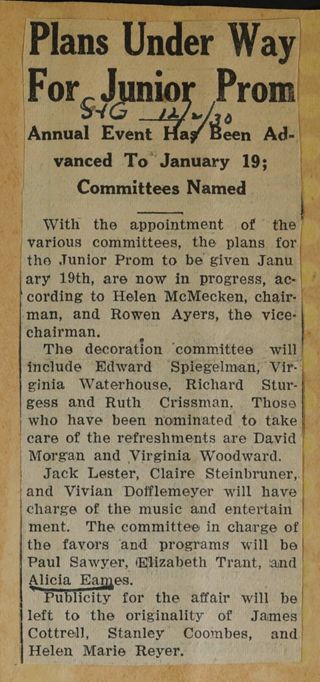 Plans Under Way
For Junior Prom
S-G 12/2/30
Annual Event Has Been Ad-
vanced To January 19;
Committees Named
With the appointment of the
various committees, the plans for
the Junior Prom to be given Janu
ary 19th, are now in progress, ac-
cording to Helen McMecken, chair-
man, and Rowen Ayers, the vice-
chairman.
The decoration committee will
include Edward Spiegelman, Vir-
ginia Waterhouse, Richard Stur-
gess and Ruth Crissman. Those
who have been nominated to take
care of the refreshments are David
Morgan and Virginia Woodward.
Jack Lester, Claire Steinbruner,
and Vivian Dofflemeyer will have
charge of the music and entertain
ment. The committee in charge of
the favors and programs will be
Paul Sawyer, Elizabeth Trant, and
Alicia Eames.
Publicity for the affair will be
left to the originality of James
Cottrell, Stanley Coombes, and
Helen Marie Reyer.